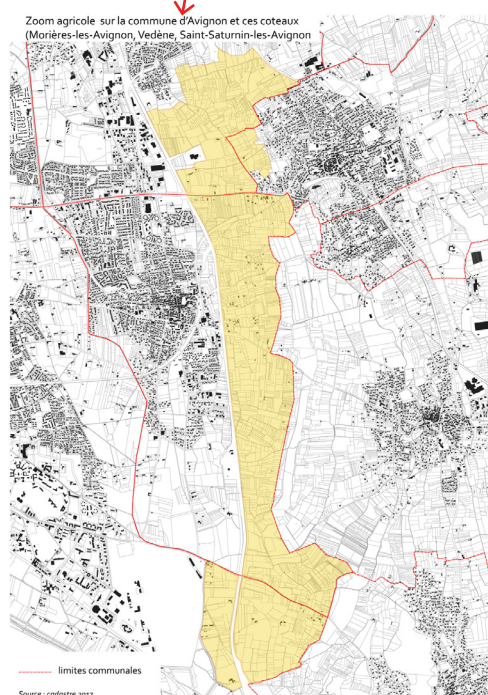 Zoom agricole sur la commune d'Avignon et ces coteaux
(Morières-les-Avignon, Vedène, Saint-Saturnin-les-Avignon
limites communales
Source : cadastre 2017